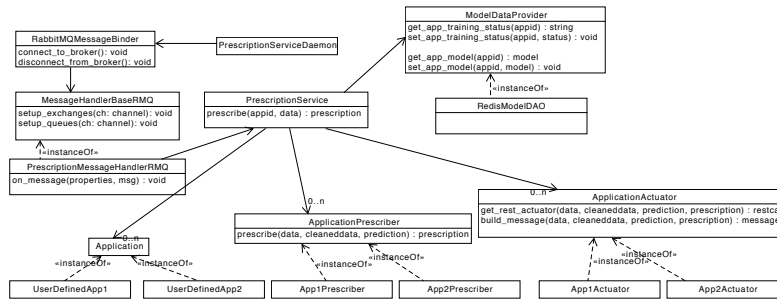 ModelDataProvider
get_app_training_status(appid) : string
set_app_training_status(appid, status) : void
get_app_model(appid) : model
set_app_model(appid, model) : void
RabbitMQMessageBinder
connect_to_broker(): void
disconnect_from_broker(): void
PrescriptionServiceDaemon
«instanceOf»
MessageHandlerBaseRMQ
setup_exchanges(ch: channel): void
setup_queues(ch: channel): void
PrescriptionService
prescribe(appid, data) : prescription
RedisModelDAO
«instanceOf»
PrescriptionMessageHandlerRMQ
on_message(properties, msg) : void
0..n
0..n
ApplicationActuator
get_rest_actuator(data, cleaneddata, prediction, prescription) : restca
build_message(data, cleaneddata, prediction, prescription) : message
ApplicationPrescriber
prescribe(data, cleaneddata, prediction) : prescription
0..n
Application
«instanceOf»
«instanceOf»
«instanceOf»
«instanceOf»
«instanceOf»
«instanceOf»
UserDefinedApp1
UserDefinedApp2
App1Prescriber
App2Prescriber
App1Actuator
App2Actuator